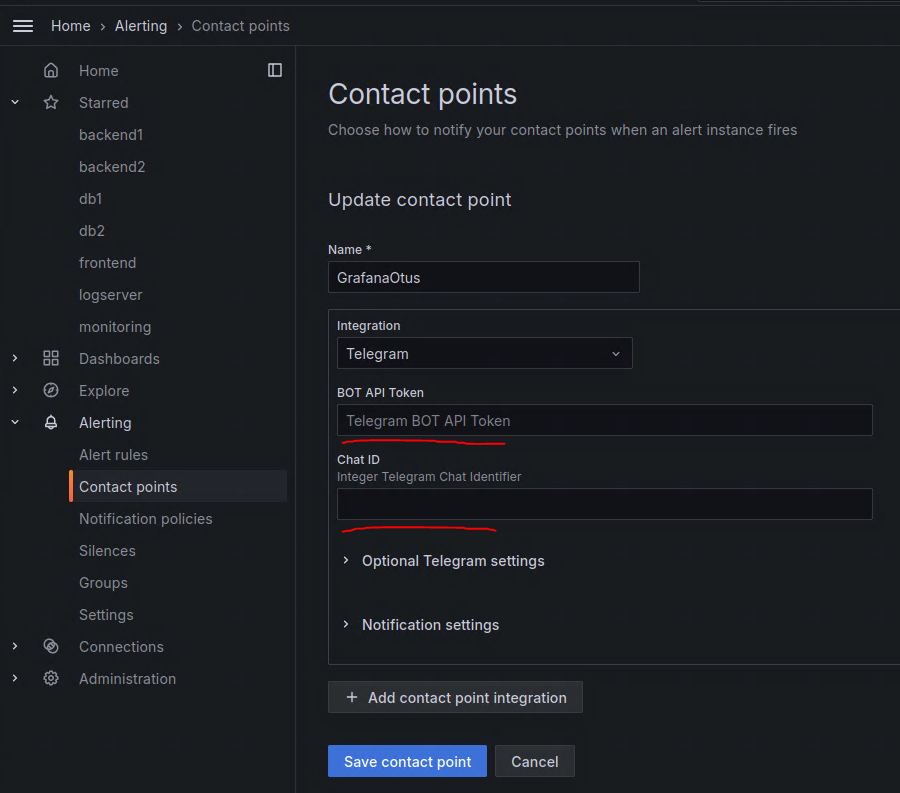 Home › Alerting › Contact points
Home
Starred
backend1
backend2
db1
db2
frontend
logserver
monitoring
Dashboards
Explore
Alerting
Alert rules
Contact points
Notification policies
Silences
Groups
Settings
Connections
Administration
Contact points
Choose how to notify your contact points when an alert instance fires
Update contact point
Name *
GrafanaOtus
Integration
Telegram
BOT API Token
Telegram BOT API Token
Chat ID
Integer Telegram Chat Identifier
Optional Telegram settings
Notification settings
Add contact point integration
Save contact point Cancel